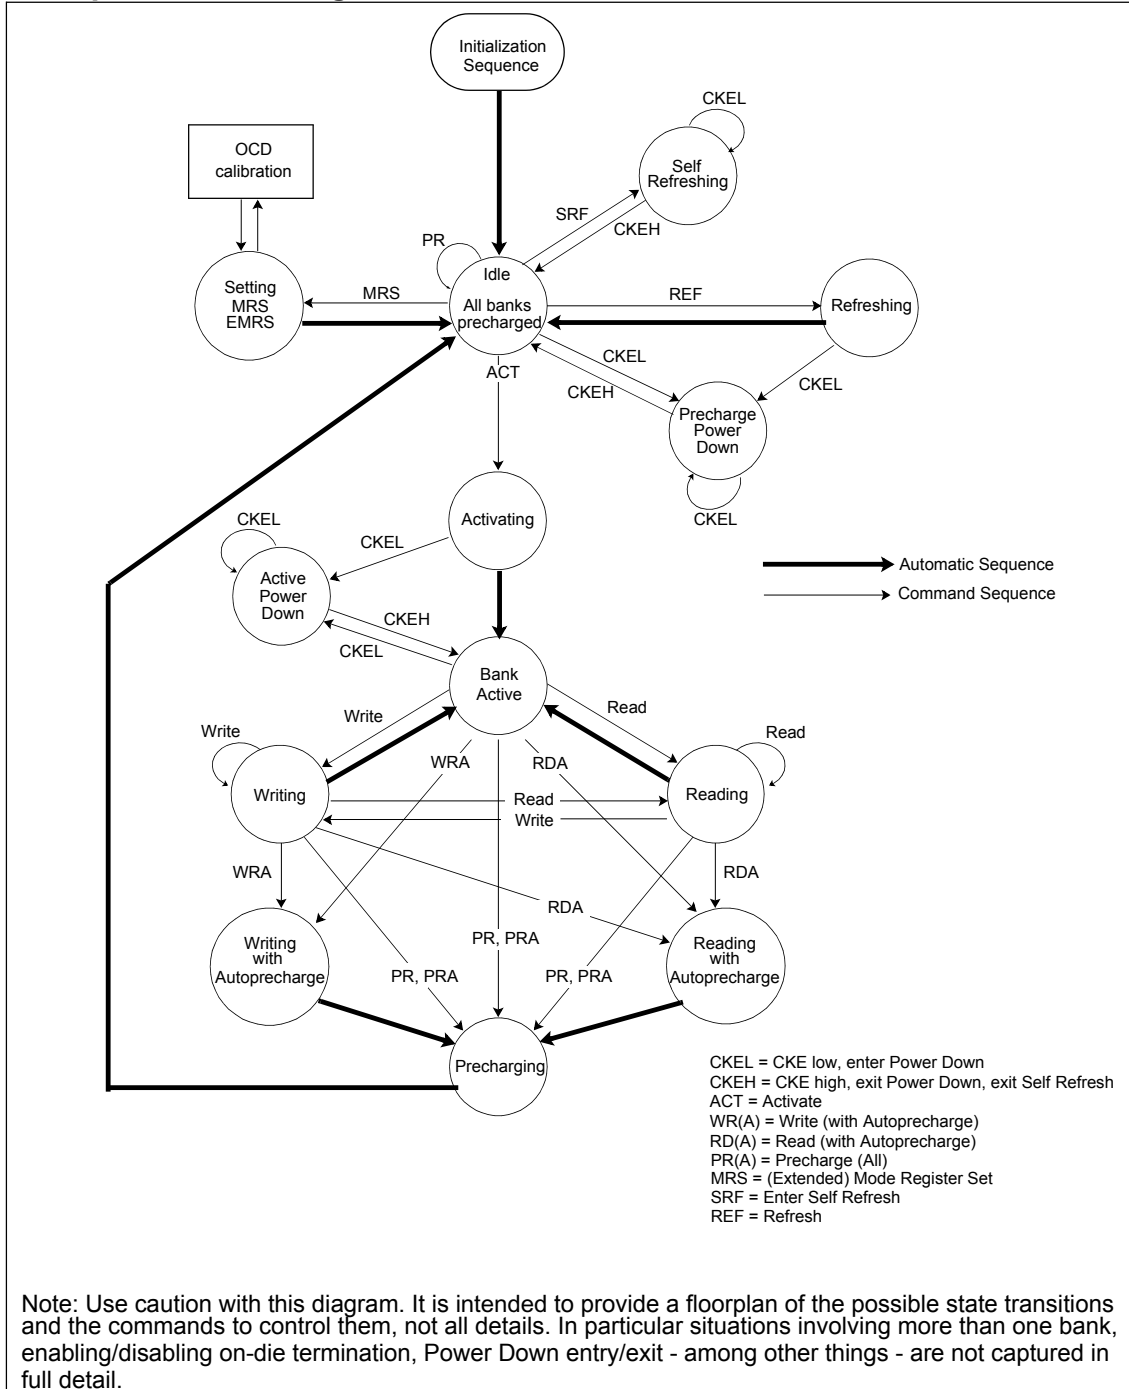 Initialization
Sequence
CKEL
OCD
calibration
Self
Refreshing
SRF
CKEH
PR
Idle
Setting
MRS
EMRS
MRS
All banks
precharged
REF
Refreshing
CKEL
CKEH
ACT
CKEL
Precharge
Power
Down
CKEL
Activating
CKEL
CKEL
Active
Power
Down
Automatic Sequence
Command Sequence
CKEH
CKEL
Bank
Active
Write
Read
Write
Read
WRA
RDA
Writing
Read
Write
Reading
WRA
RDA
RDA
Writing
with
Autoprecharge
PR, PRA
Reading
with
Autoprecharge
PR, PRA
PR, PRA
Precharging
CKEL = CKE low, enter Power Down
CKEH = CKE high, exit Power Down, exit Self Refresh
ACT = Activate
WR(A) = Write (with Autoprecharge)
RD(A) = Read (with Autoprecharge)
PR(A) = Precharge (All)
MRS = (Extended) Mode Register Set
SRF = Enter Self Refresh
REF = Refresh
Note: Use caution with this diagram. It is intended to provide a floorplan of the possible state transitions
and the commands to control them, not all details. In particular situations involving more than one bank,
enabling/disabling on-die termination, Power Down entry/exit - among other things - are not captured in
full detail.